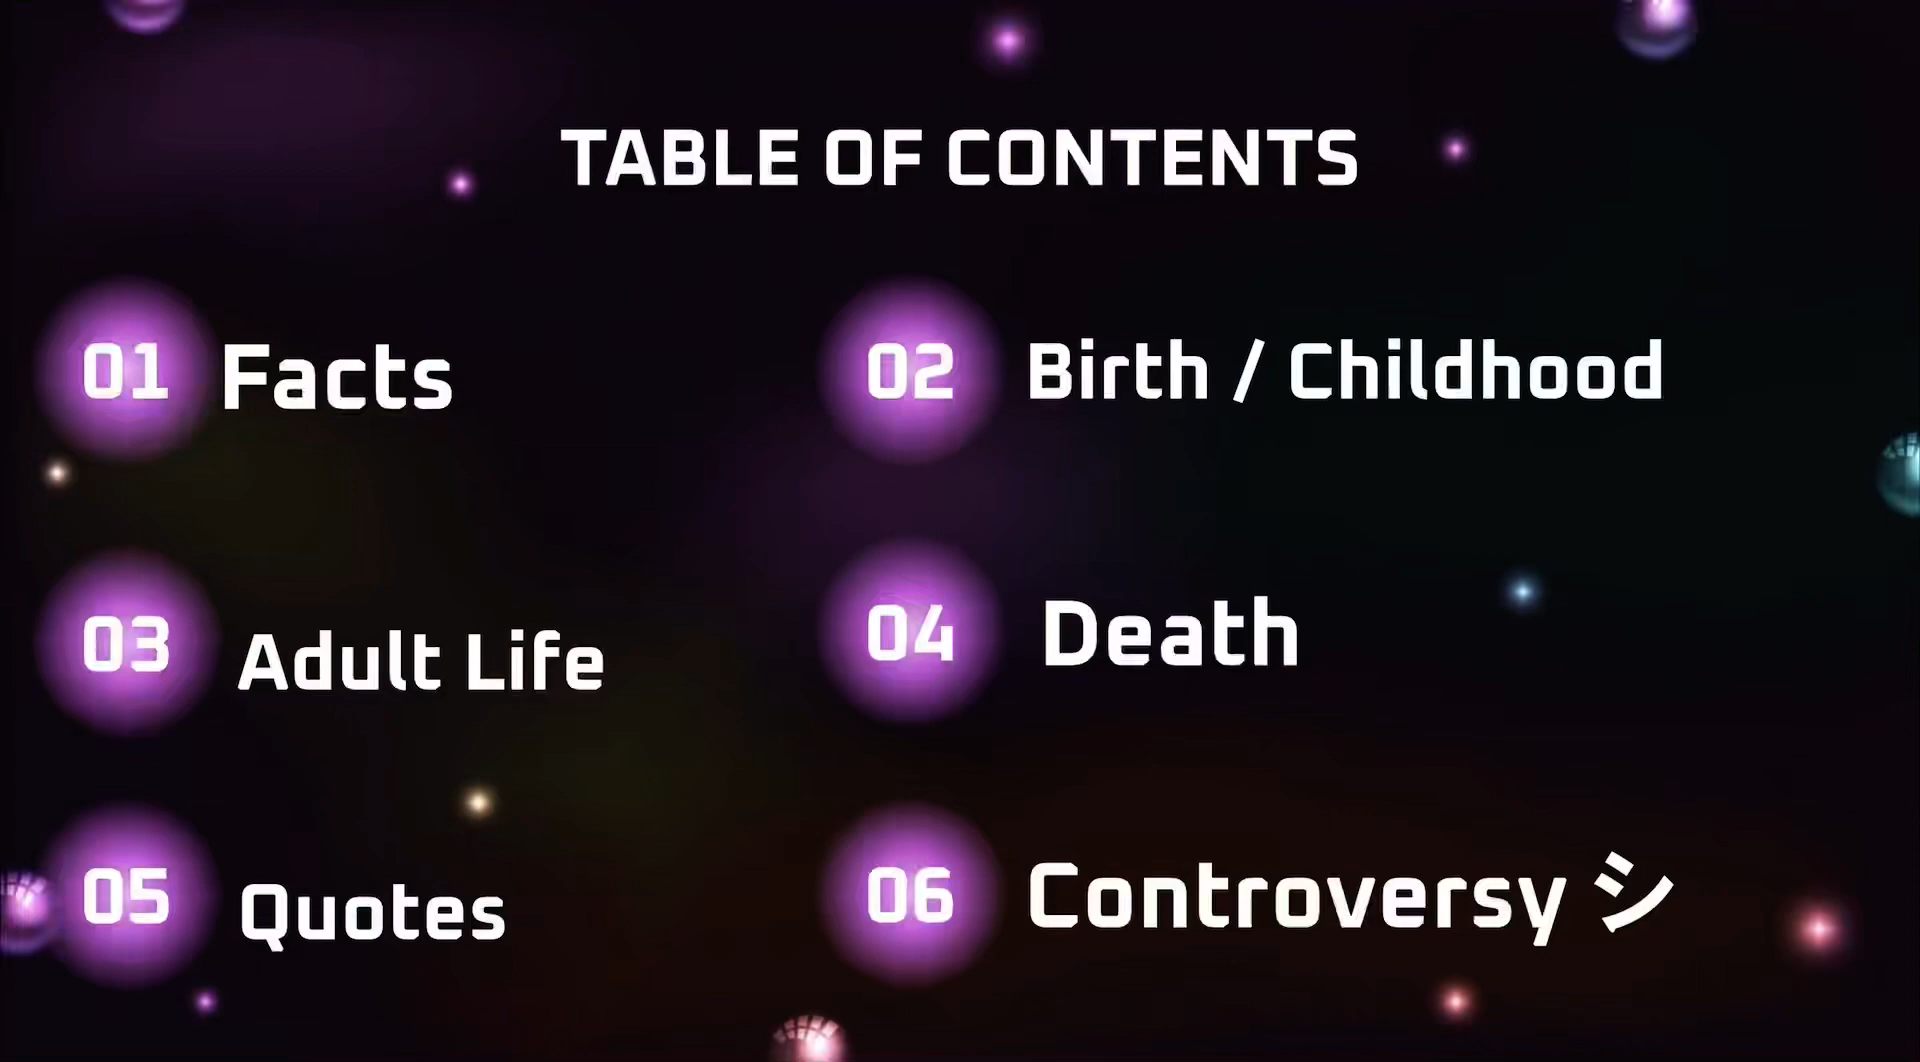 TABLE OF CONTENTS
01 Facts
02 Birth / Childhood
03 Adult Life
04 Death
05 Quotes
06 Controversy シ